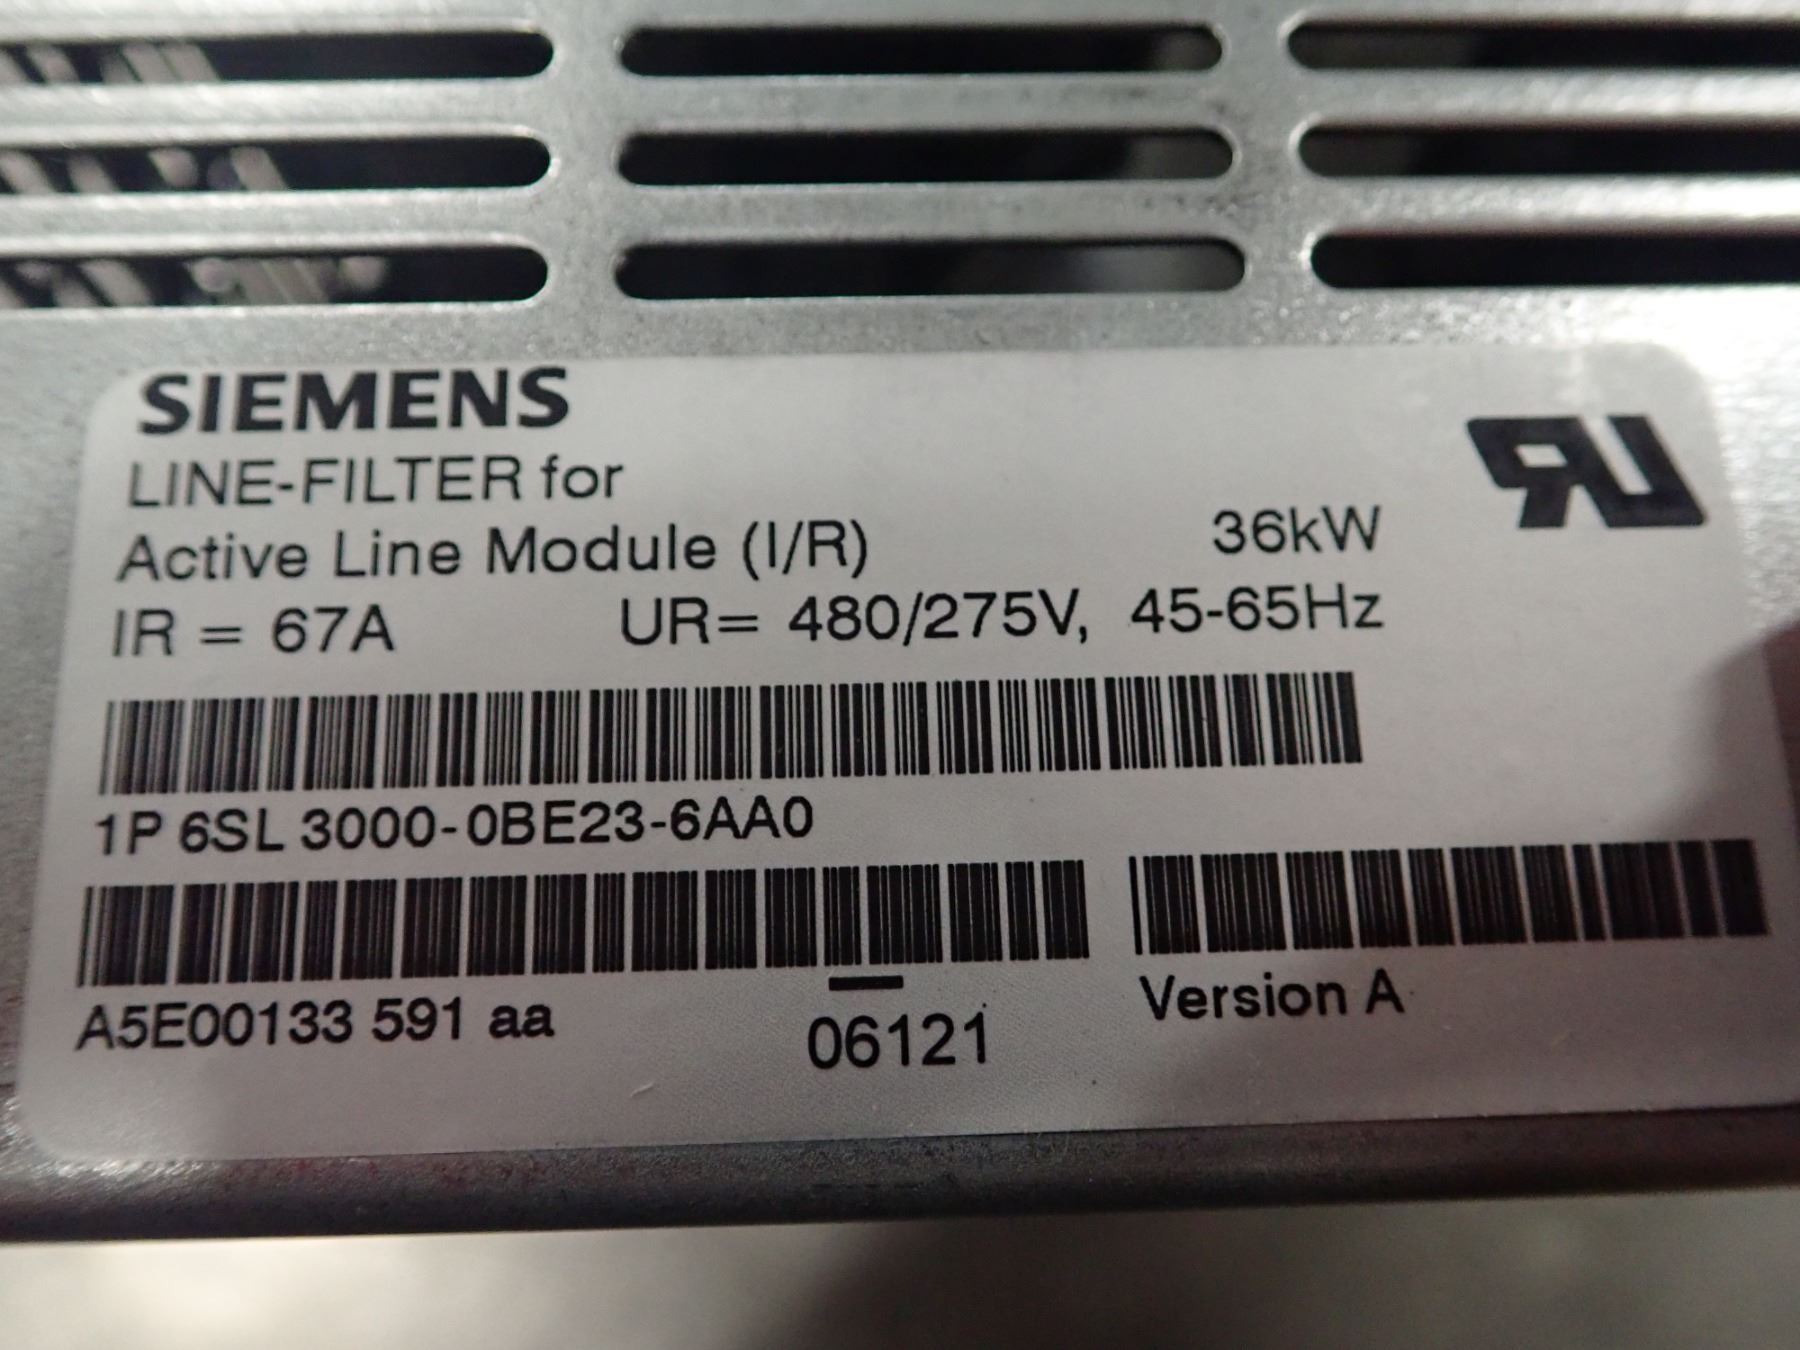 SIEMENS
LINE-FILTER for
Active Line Module (I/R) 36kW
IR = 67A UR= 480/275V, 45-65Hz
1P 6SL 3000-0BE23-6AA0
A5E00133 591 aa 06121 Version A